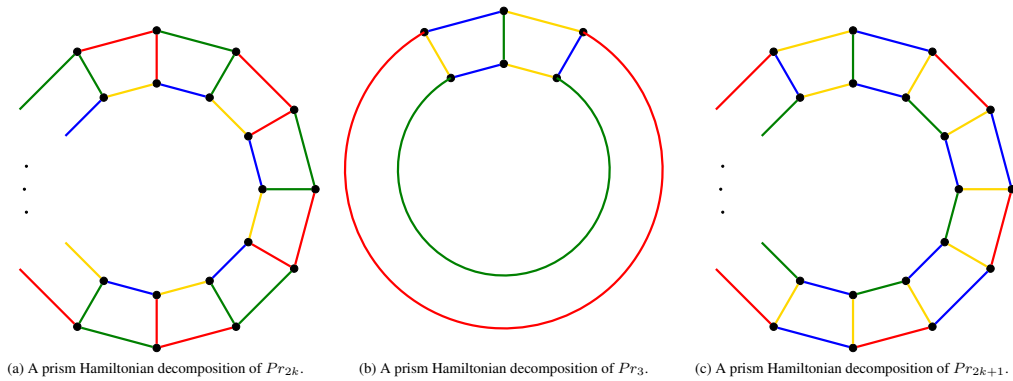 (a) A prism Hamiltonian decomposition of Pr₂ₖ.
(b) A prism Hamiltonian decomposition of Pr₃.
(c) A prism Hamiltonian decomposition of Pr₂ₖ₊₁.